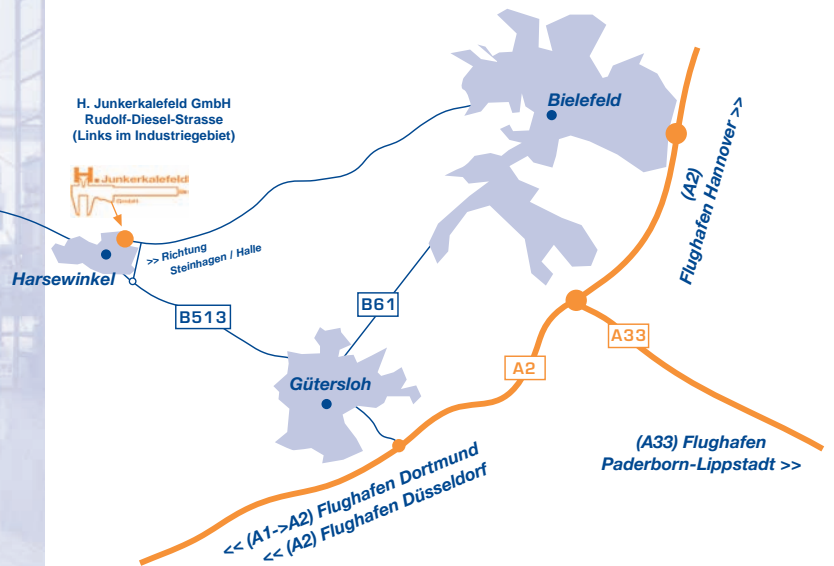 H. Junkerkalefeld GmbH
Rudolf-Diesel-Strasse
(Links im Industriegebiet)
H. Junkerkalefeld
GmbH
Bielefeld
(A2)
Flughafen Hannover >>
>> Richtung
Steinhagen / Halle
Harsewinkel
B513
B61
A33
A2
Gütersloh
(A33) Flughafen
Paderborn-Lippstadt >>
<< (A1->A2) Flughafen Dortmund
<< (A2) Flughafen Düsseldorf